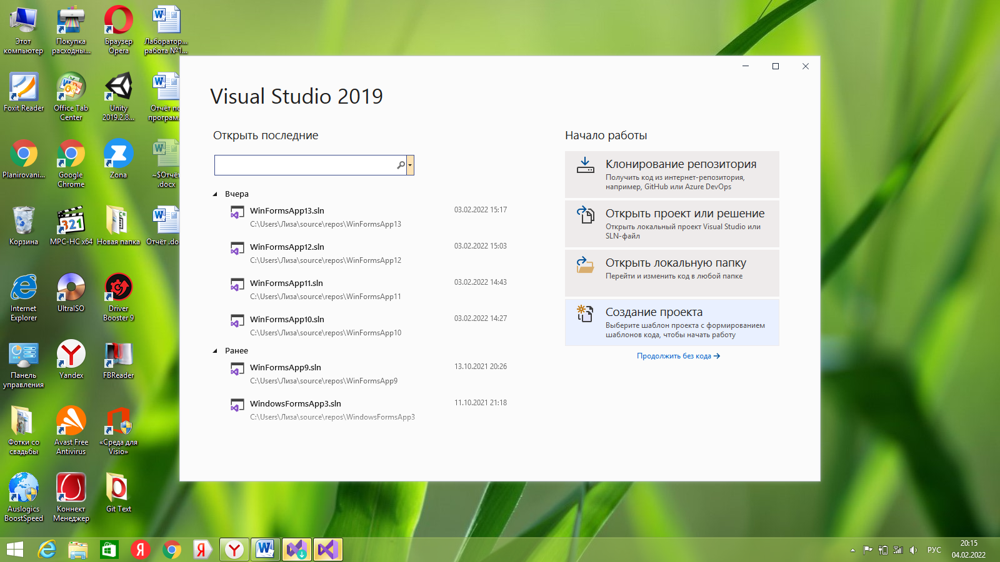 Этот
компьютер
Покупка
расходны...
Браузер
Opera
Лаборатор...
работа №1...
Foxit Reader
Office Tab
Center
Unity
2019.2.8...
Отчёт по
програм...
Planirovani...
Google
Chrome
Zona
~$Отчёт
.docx
Корзина
MPC-HC x64
Новая папка
Отчёт .doc
Internet
Explorer
UltraISO
Driver
Booster 9
Панель
управления
Yandex
FBReader
Фотки со
свадьбы
Avast Free
Antivirus
«Среда для
Visio»
Auslogics
BoostSpeed
Коннект
Менеджер
Git Text
Visual Studio 2019
Открыть последние
Вчера
WinFormsApp13.sln
03.02.2022 15:17
C:\Users\Лиза\source\repos\WinFormsApp13
WinFormsApp12.sln
03.02.2022 15:03
C:\Users\Лиза\source\repos\WinFormsApp12
WinFormsApp11.sln
03.02.2022 14:43
C:\Users\Лиза\source\repos\WinFormsApp11
WinFormsApp10.sln
03.02.2022 14:27
C:\Users\Лиза\source\repos\WinFormsApp10
Ранее
WinFormsApp9.sln
13.10.2021 20:26
C:\Users\Лиза\source\repos\WinFormsApp9
WindowsFormsApp3.sln
11.10.2021 21:18
C:\Users\Лиза\source\repos\WindowsFormsApp3
Начало работы
Клонирование репозитория
Получить код из интернет-репозитория,
например, GitHub или Azure DevOps
Открыть проект или решение
Открыть локальный проект Visual Studio или
SLN-файл
Открыть локальную папку
Перейти и изменить код в любой папке
Создание проекта
Выберите шаблон проекта с формированием
шаблонов кода, чтобы начать работу
Продолжить без кода →
РУС
20:15
04.02.2022